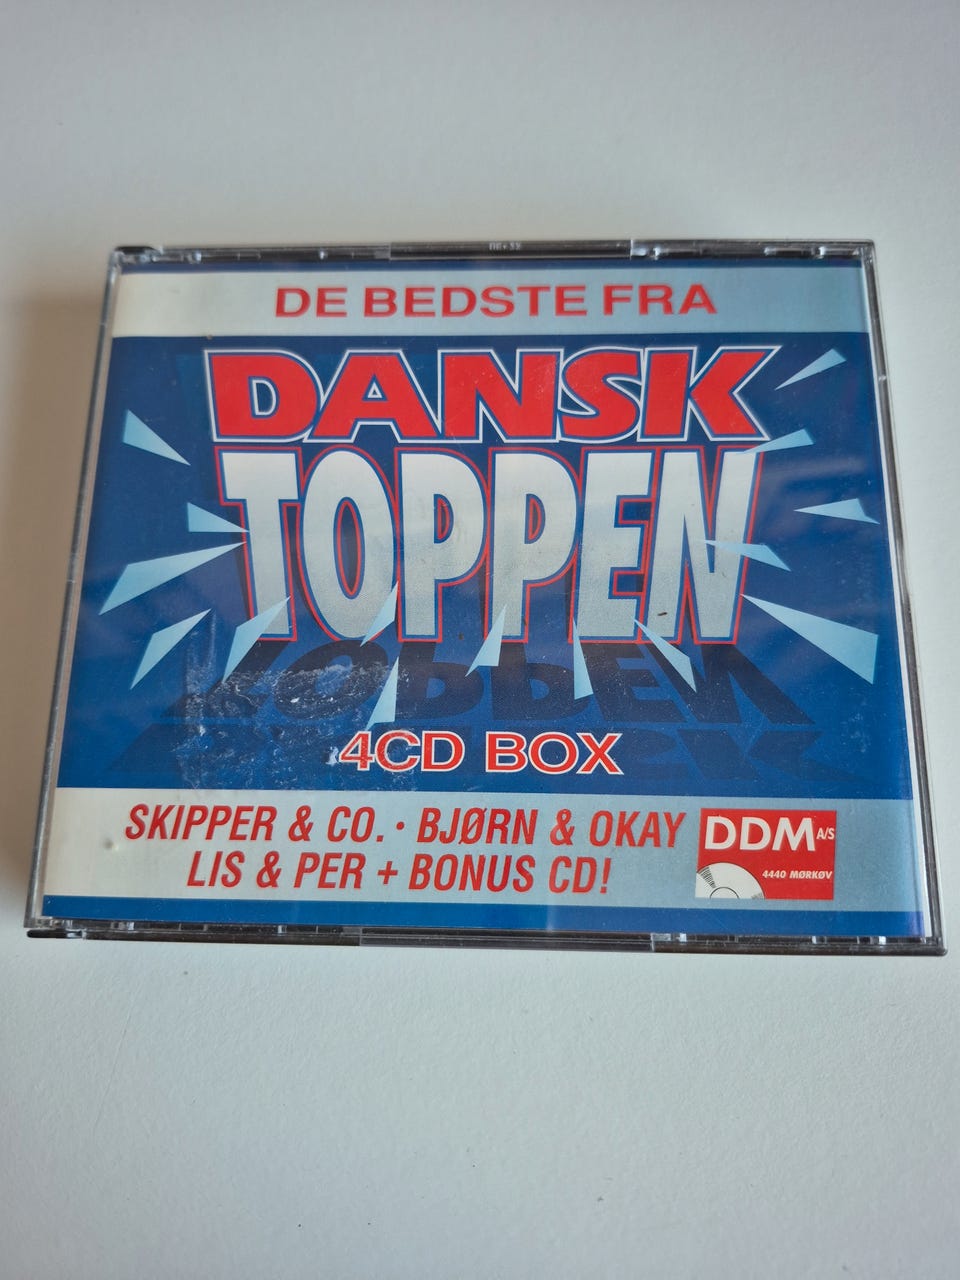 DE BEDSTE FRA
DANSK
TOPPEN
4CD BOX
SKIPPER & CO. · BJØRN & OKAY
LIS & PER + BONUS CD!
DDM A/S
4440 MØRKØV